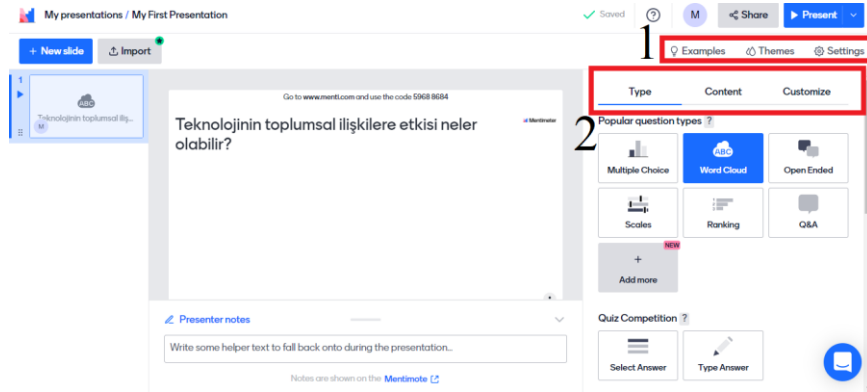 My presentations / My First Presentation
Saved
?
M
Share
Present
+ New slide
Import
1
Examples
Themes
Settings
1
ABC
Teknolojinin toplumsal iliş...
M
Go to www.menti.com and use the code 5968 8684
Teknolojinin toplumsal ilişkilere etkisi neler
olabilir?
Mentimeter
2
Type
Content
Customize
Popular question types ?
Multiple Choice
ABC
Word Cloud
Open Ended
Scales
Ranking
Q&A
NEW
+
Add more
Quiz Competition ?
Select Answer
Type Answer
Presenter notes
Write some helper text to fall back onto during the presentation...
Notes are shown on the Mentimote